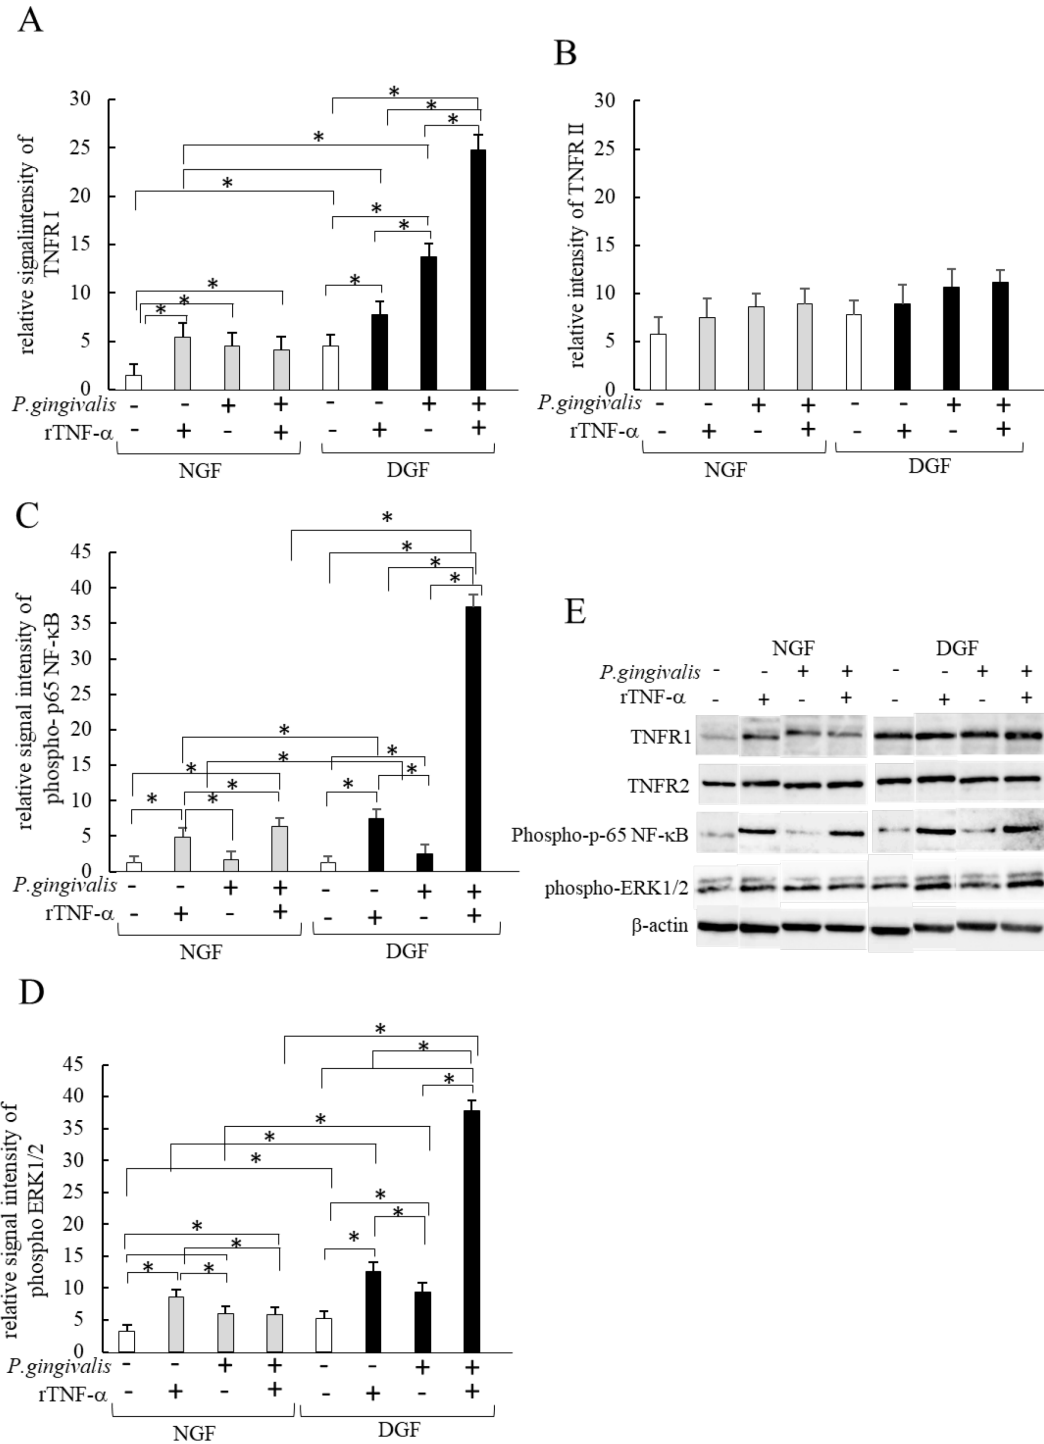 A
relative signalintensity of
TNFR I
30
25
20
15
10
5
0
* * * * * * * * * * * *
P.gingivalis - - + + - - + +
rTNF-α - + - + - + - +
NGF DGF
B
relative intensity of TNFR II
30
25
20
15
10
5
0
P.gingivalis - - + + - - + +
rTNF-α - + - + - + - +
NGF DGF
C
relative signal intensity of
phospho- p65 NF-κB
45
40
35
30
25
20
15
10
5
0
* * * * * * * * * * * * *
P.gingivalis - - + + - - + +
rTNF-α - + - + - + - +
NGF DGF
E
NGF DGF
P.gingivalis - - + + - - + +
rTNF-α - + - + - + - +
TNFR1
TNFR2
Phospho-p-65 NF-κB
phospho-ERK1/2
β-actin
D
relative signal intensity of
phospho ERK1/2
45
40
35
30
25
20
15
10
5
0
* * * * * * * * * * * * *
P.gingivalis - - + + - - + +
rTNF-α - + - + - + - +
NGF DGF